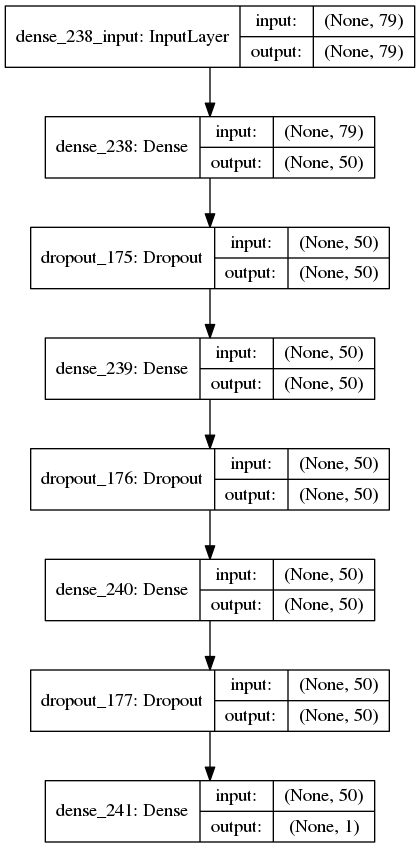 dense_238_input: InputLayer
input: (None, 79)
output: (None, 79)
dense_238: Dense
input: (None, 79)
output: (None, 50)
dropout_175: Dropout
input: (None, 50)
output: (None, 50)
dense_239: Dense
input: (None, 50)
output: (None, 50)
dropout_176: Dropout
input: (None, 50)
output: (None, 50)
dense_240: Dense
input: (None, 50)
output: (None, 50)
dropout_177: Dropout
input: (None, 50)
output: (None, 50)
dense_241: Dense
input: (None, 50)
output: (None, 1)